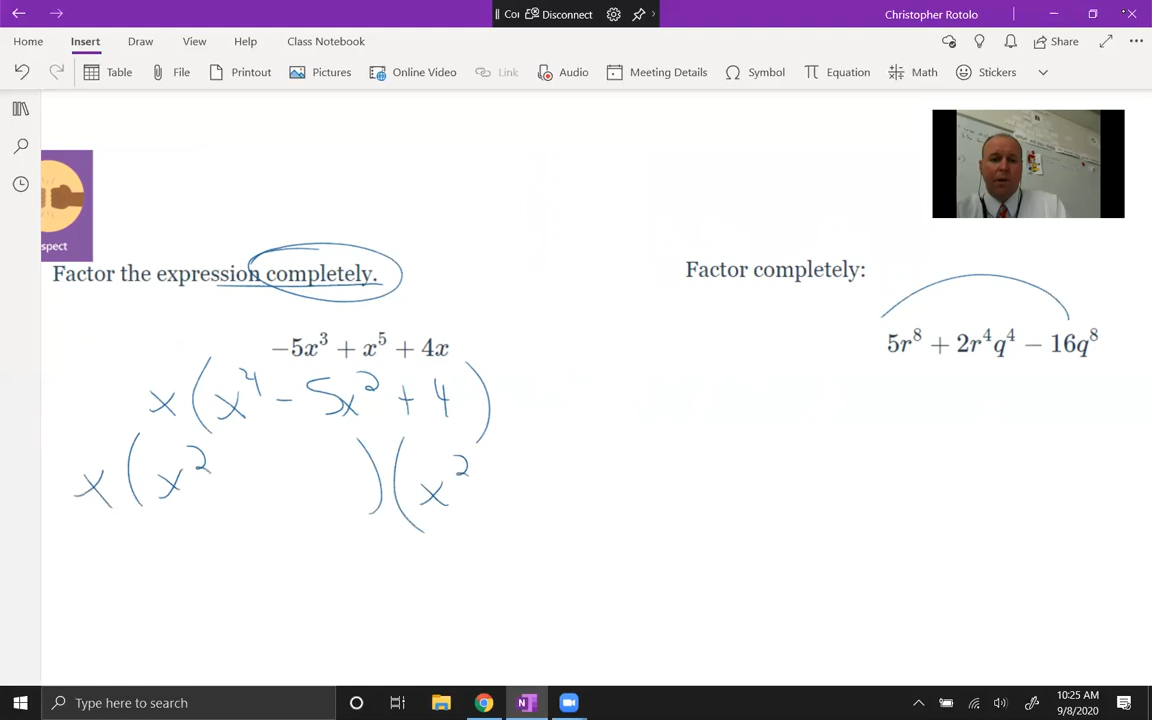 Con
Disconnect
Christopher Rotolo
Home Insert Draw View Help Class Notebook
Share
Table File Printout Pictures Online Video Link Audio Meeting Details Symbol Equation Math Stickers
spect
Factor the expression completely.
Factor completely:
−5x³ + x⁵ + 4x
5r⁸ + 2r⁴q⁴ − 16q⁸
x(x⁴ − 5x² + 4)
x(x² )(x²
Type here to search
10:25 AM
9/8/2020